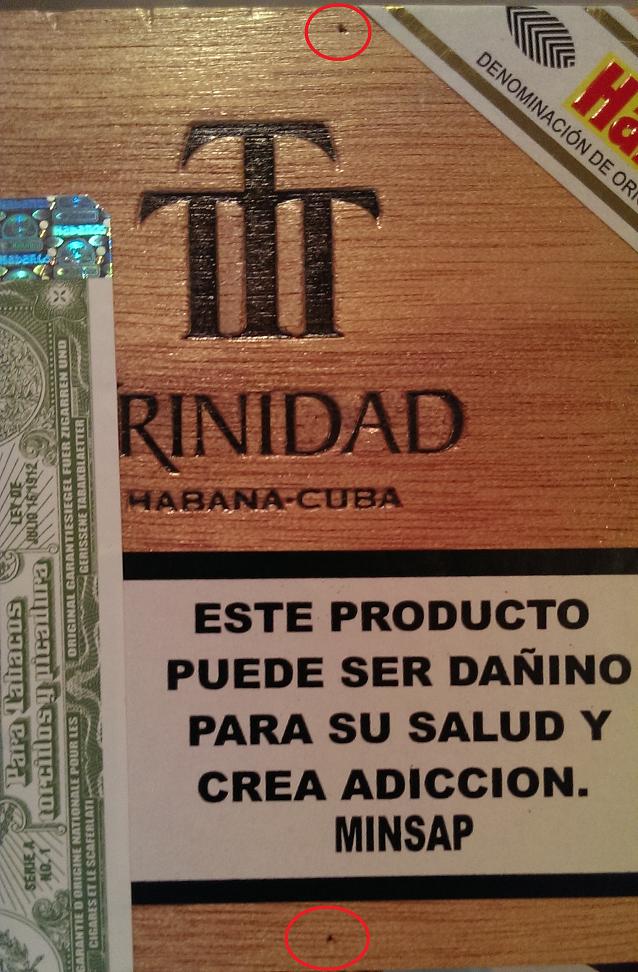 DENOMINACIÓN DE ORI
Ha
RINIDAD
HABANA-CUBA
ESTE PRODUCTO
PUEDE SER DAÑINO
PARA SU SALUD Y
CREA ADICCION.
MINSAP
LEY DE
JULIO 16 1912
Para Tabacos
orcidos y picadura
SERIE A
NO. 1
ORIGINAL GARANTIESIEGEL FUER ZIGARREN UND
GERISSENE TABAKBLAETTER
GARANTIE D'ORIGINE NATIONALE POUR LES
CIGARES ET LE SCAFERLATI